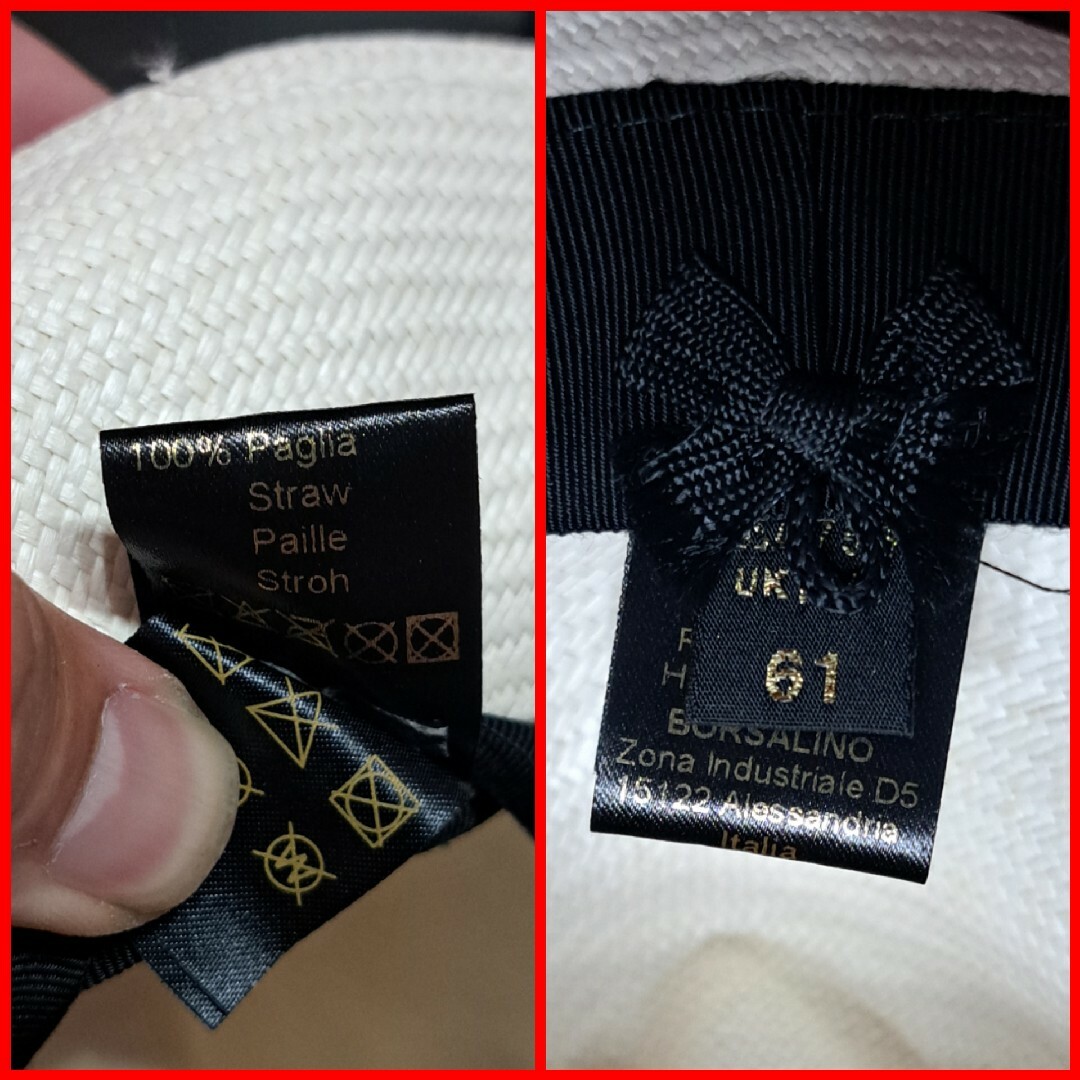 100% Paglia
Straw
Paille
Stroh
UK
61
BORSALINO
Zona Industriale D5
15122 Alessandria
Italia